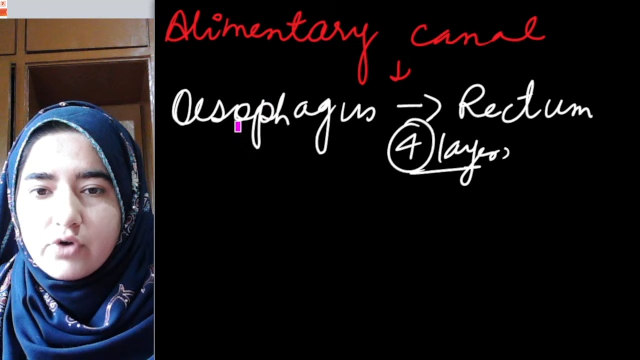 Alimentary canal
↓
Oesophagus → Rectum
4 layers